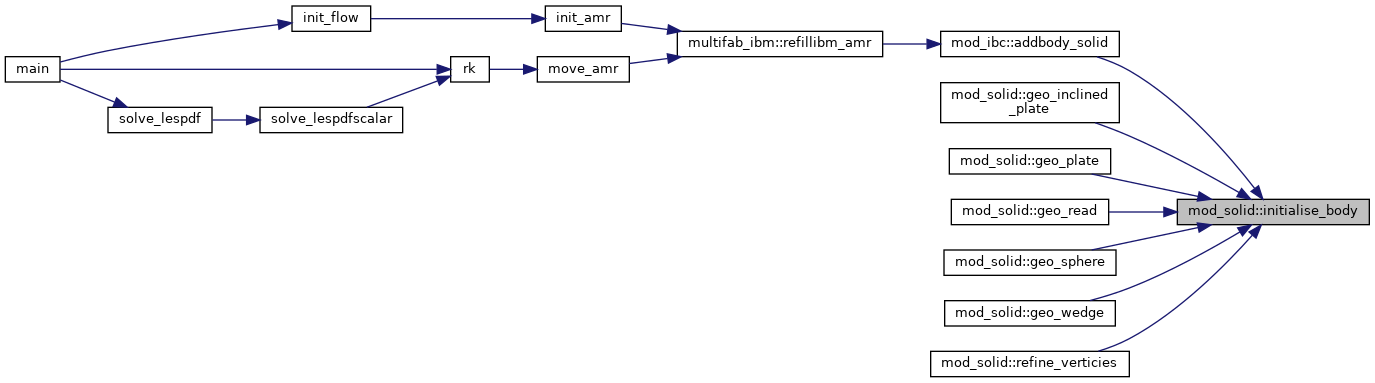 init_flow
init_amr
multifab_ibm::refillibm_amr
mod_ibc::addbody_solid
main
rk
move_amr
solve_lespdf
solve_lespdfscalar
mod_solid::geo_inclined
_plate
mod_solid::geo_plate
mod_solid::geo_read
mod_solid::initialise_body
mod_solid::geo_sphere
mod_solid::geo_wedge
mod_solid::refine_verticies